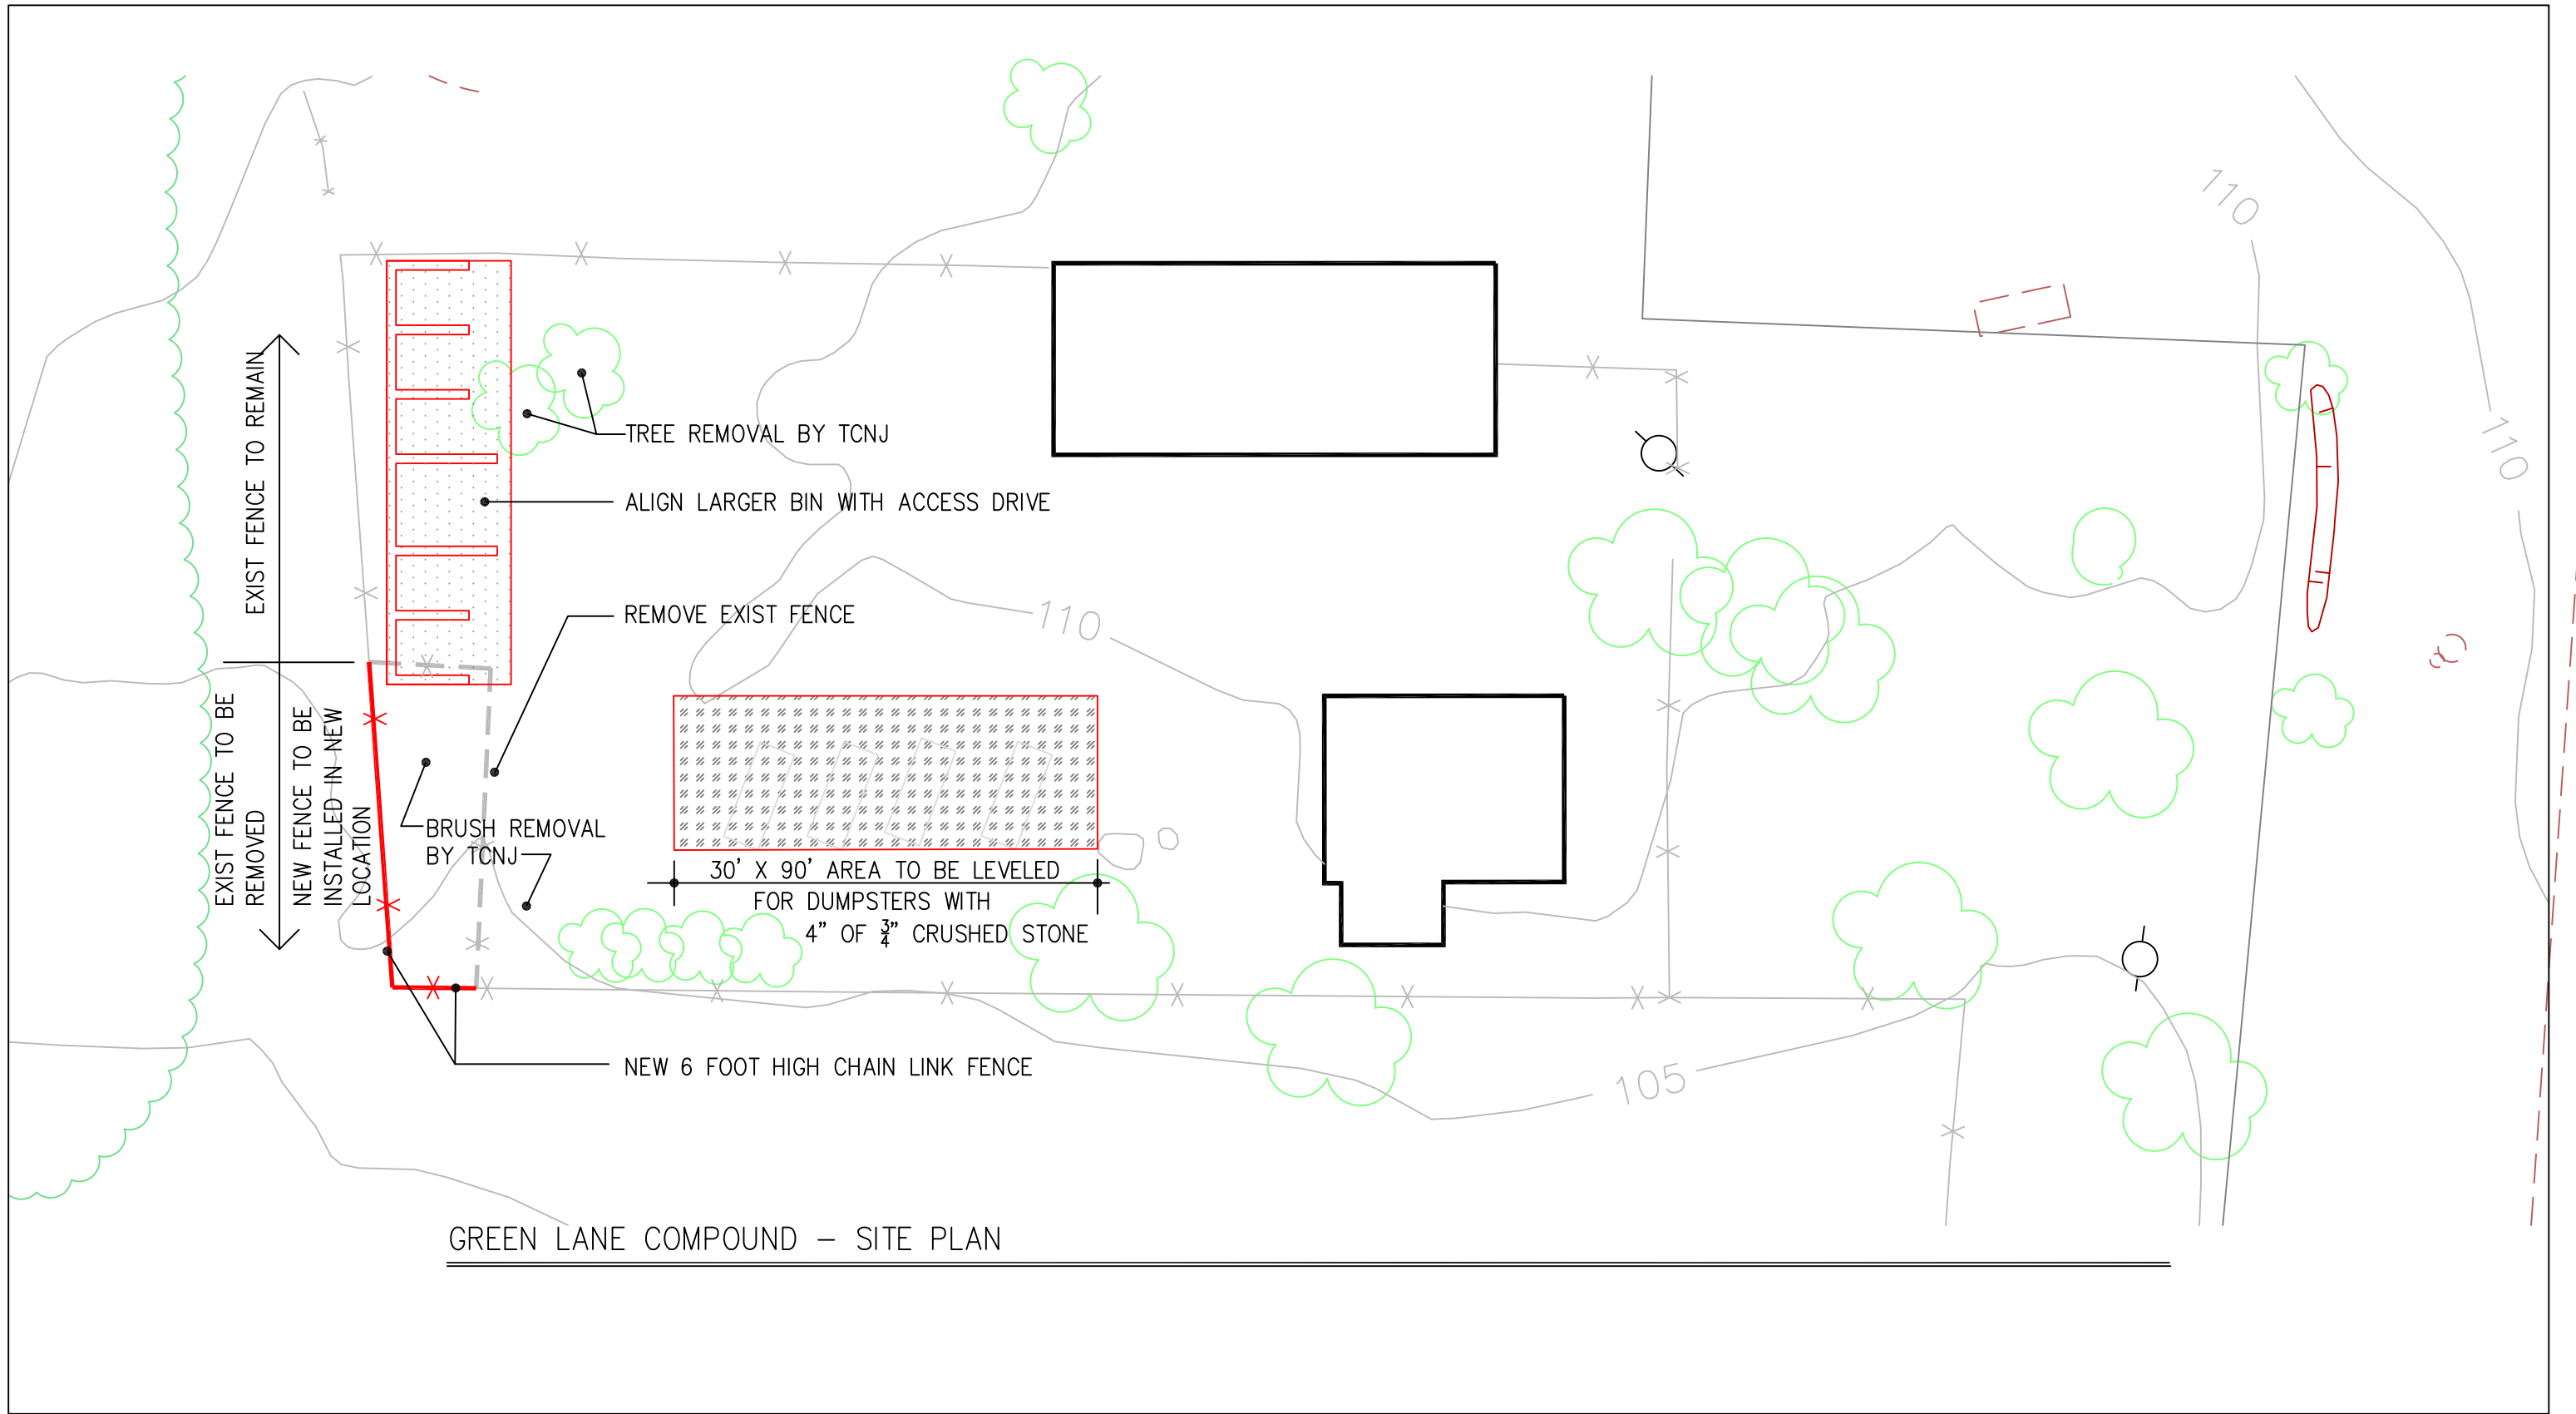 110
110
TREE REMOVAL BY TCNJ
EXIST FENCE TO REMAIN
ALIGN LARGER BIN WITH ACCESS DRIVE
REMOVE EXIST FENCE
110
EXIST FENCE TO BE
REMOVED
NEW FENCE TO BE
INSTALLED IN NEW
LOCATION
BRUSH REMOVAL
BY TCNJ
30' X 90' AREA TO BE LEVELED
FOR DUMPSTERS WITH
4" OF 3/4" CRUSHED STONE
NEW 6 FOOT HIGH CHAIN LINK FENCE
105
GREEN LANE COMPOUND – SITE PLAN